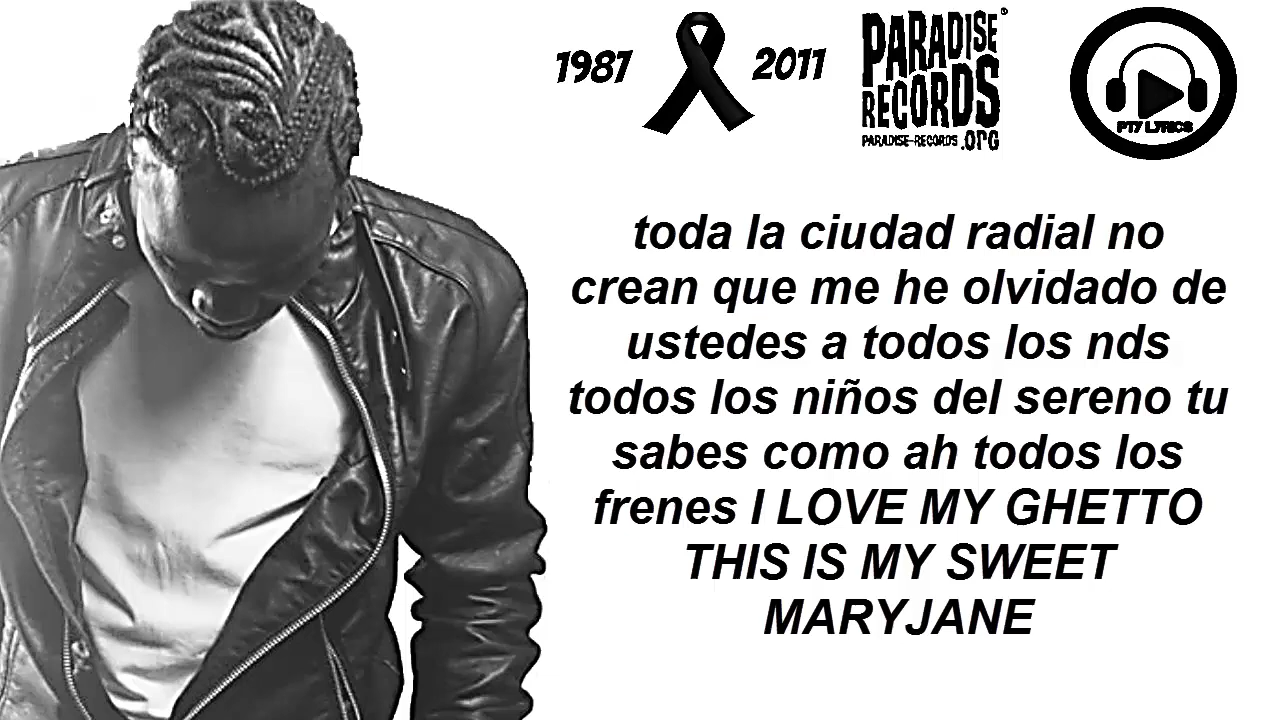 1987
2011
PARADISE
RECORDS
PARADISE-RECORDS.org
PT7 L7RICS
toda la ciudad radial no
crean que me he olvidado de
ustedes a todos los nds
todos los niños del sereno tu
sabes como ah todos los
frenes I LOVE MY GHETTO
THIS IS MY SWEET
MARYJANE